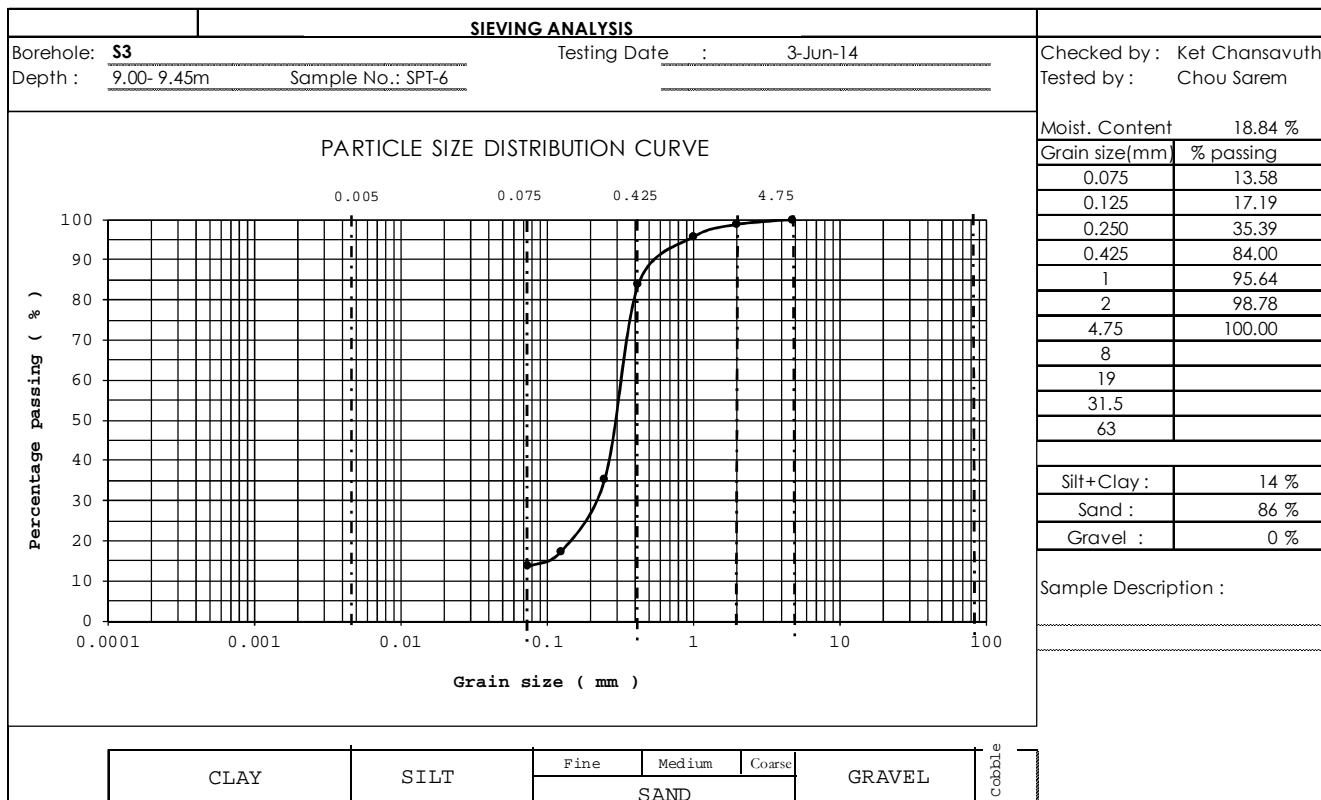 SIEVING ANALYSIS
Borehole: S3 Testing Date : 3-Jun-14
Depth : 9.00- 9.45m Sample No.: SPT-6
Checked by : Ket Chansavuth
Tested by : Chou Sarem
PARTICLE SIZE DISTRIBUTION CURVE
0.005 0.075 0.425 4.75
100
90
80
70
60
50
40
30
20
10
0
Percentage passing ( % )
0.0001 0.001 0.01 0.1 1 10 100
Grain size ( mm )
Moist. Content 18.84 %
Grain size(mm) % passing
0.075 13.58
0.125 17.19
0.250 35.39
0.425 84.00
1 95.64
2 98.78
4.75 100.00
8
19
31.5
63
Silt+Clay : 14 %
Sand : 86 %
Gravel : 0 %
Sample Description :
CLAY SILT Fine Medium Coarse GRAVEL Cobble
SAND